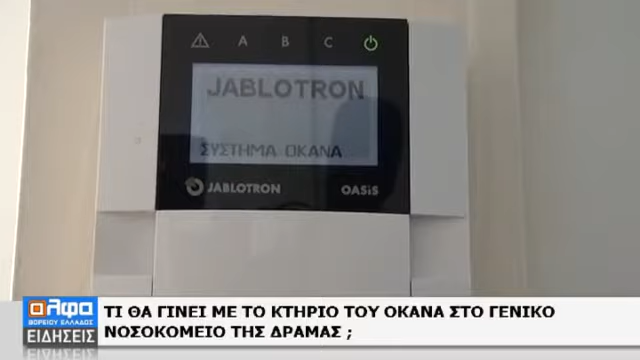 A B C
JABLOTRON
ΣΥΣΤΗΜΑ ΟΚΑΝΑ
JABLOTRON OASiS
αλφα
ΒΟΡΕΙΟΥ ΕΛΛΑΔΟΣ
ΕΙΔΗΣΕΙΣ
ΤΙ ΘΑ ΓΙΝΕΙ ΜΕ ΤΟ ΚΤΗΡΙΟ ΤΟΥ ΟΚΑΝΑ ΣΤΟ ΓΕΝΙΚΟ
ΝΟΣΟΚΟΜΕΙΟ ΤΗΣ ΔΡΑΜΑΣ ;